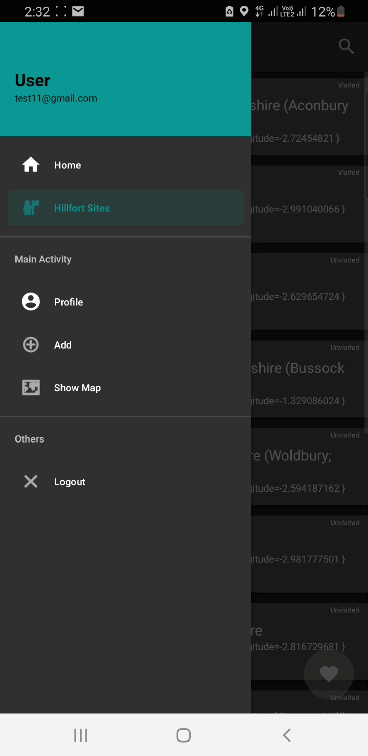 2:32
4G
Vo))
LTE2
12%
User
test11@gmail.com
Home
Hillfort Sites
Main Activity
Profile
Add
Show Map
Others
Logout
Visited
shire (Aconbury
gitude=-2.72454821 }
Visited
gitude=-2.991040066 }
Unvisited
gitude=-2.629654724 }
Unvisited
shire (Bussock
gitude=-1.329086024 }
Unvisited
re (Woldbury;
gitude=-2.594187162 }
Unvisited
gitude=-2.981777501 }
Unvisited
re
gitude=-2.816729681 }
Unvisited